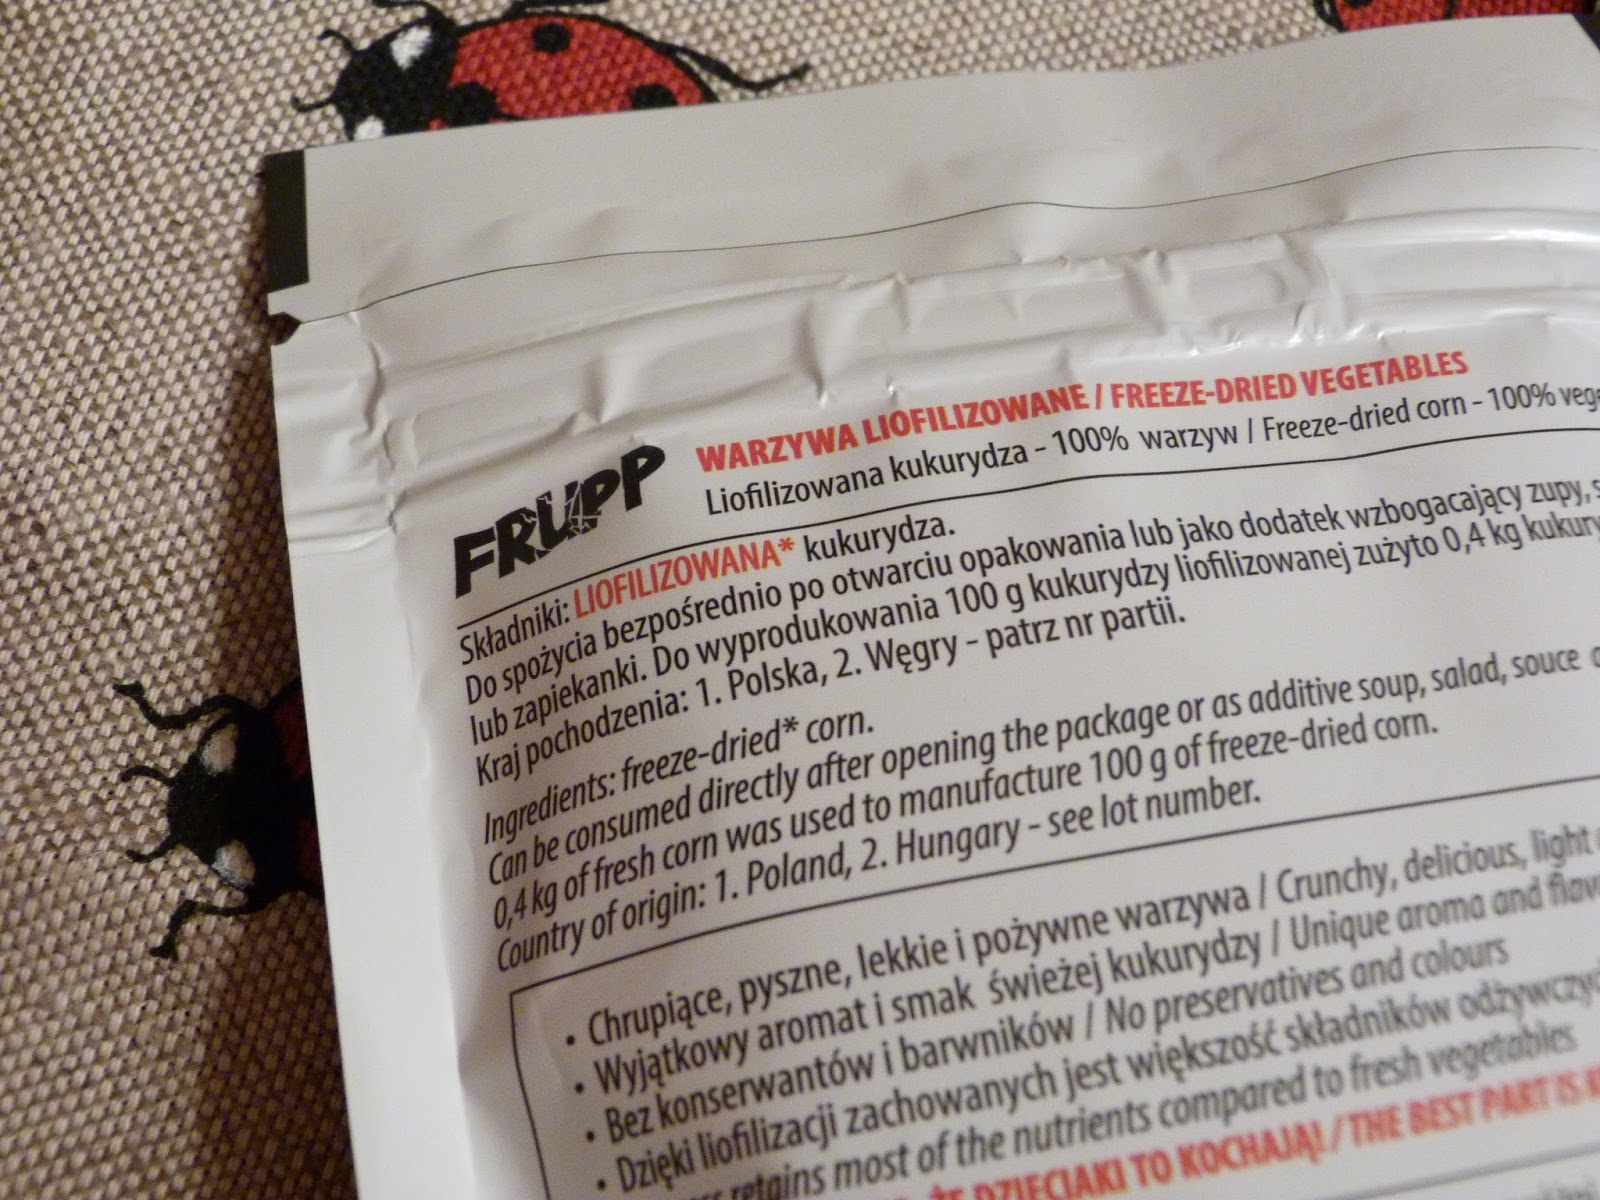 FRUPP
WARZYWA LIOFILIZOWANE / FREEZE-DRIED VEGETABLES
Liofilizowana kukurydza – 100% warzyw / Freeze-dried corn – 100%
Składniki: LIOFILIZOWANA* kukurydza.
Do spożycia bezpośrednio po otwarciu opakowania lub jako dodatek wzbogacający zupy,
lub zapiekanki. Do wyprodukowania 100 g kukurydzy liofilizowanej zużyto 0,4 kg
Kraj pochodzenia: 1. Polska, 2. Węgry – patrz nr partii.
Ingredients: freeze-dried* corn.
Can be consumed directly after opening the package or as additive soup, salad, souce
0,4 kg of fresh corn was used to manufacture 100 g of freeze-dried corn.
Country of origin: 1. Poland, 2. Hungary – see lot number.
• Chrupiące, pyszne, lekkie i pożywne warzywa / Crunchy, delicious, light
• Wyjątkowy aromat i smak świeżej kukurydzy / Unique aroma and
• Bez konserwantów i barwników / No preservatives and colours
• Dzięki liofilizacji zachowanych jest większość składników
retains most of the nutrients compared to fresh vegetables
ŻE DZIECIAKI TO KOCHAJĄ! / THE BEST PART IS